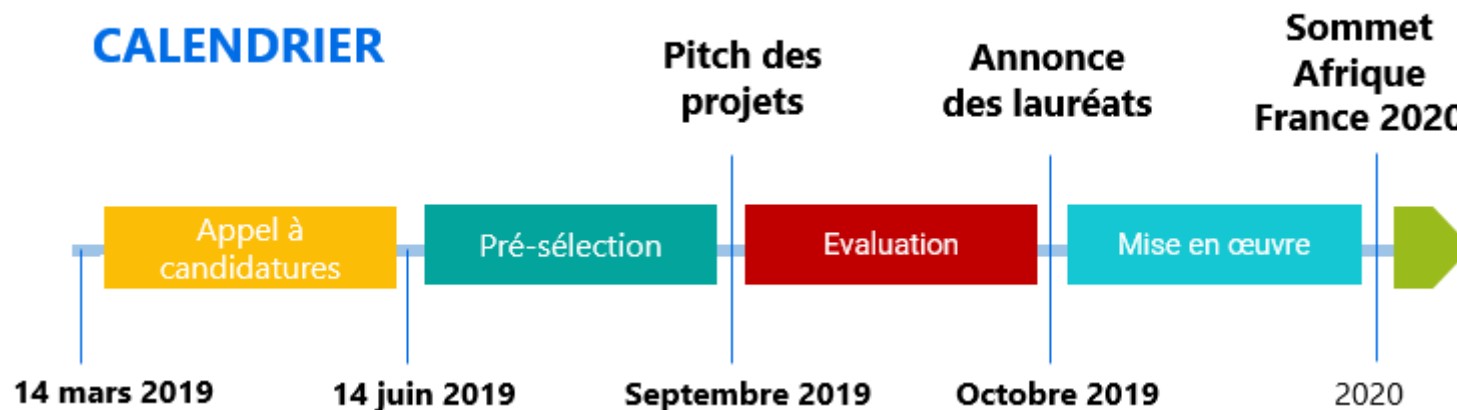 CALENDRIER
Pitch des
projets
Annonce
des lauréats
Sommet
Afrique
France 2020
Appel à
candidatures
Pré-sélection
Evaluation
Mise en œuvre
14 mars 2019
14 juin 2019
Septembre 2019
Octobre 2019
2020